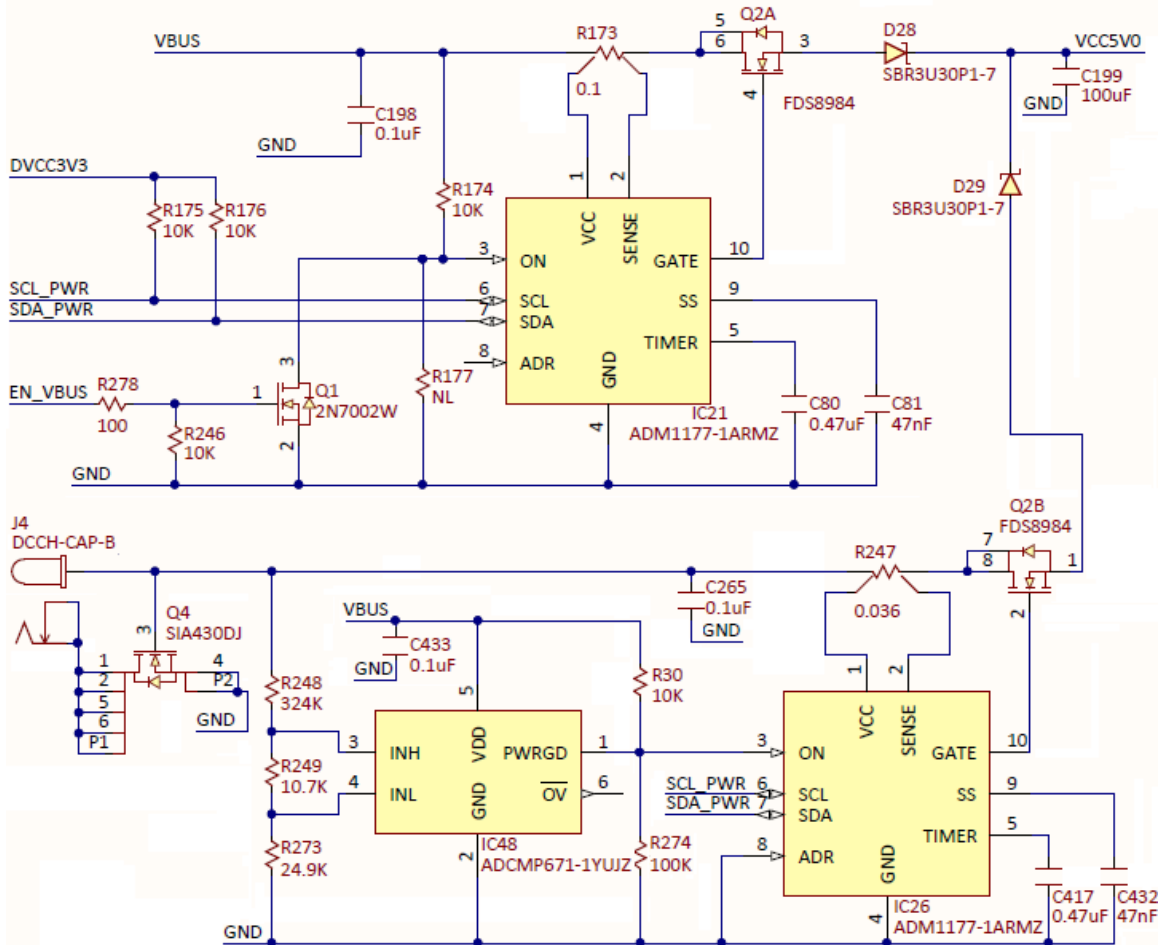 Q2A
VBUS
R173
0.1
5
6
3
4
FDS8984
D28
SBR3U30P1-7
VCC5V0
C199
100uF
GND
C198
0.1uF
GND
DVCC3V3
R175
10K
R176
10K
R174
10K
D29
SBR3U30P1-7
1
2
VCC
SENSE
3
ON
GATE
10
SCL_PWR
6
SCL
SS
9
SDA_PWR
7
SDA
TIMER
5
8
ADR
GND
4
IC21
ADM1177-1ARMZ
EN_VBUS
R278
100
R246
10K
1
3
2
Q1
2N7002W
R177
NL
C80
0.47uF
C81
47nF
GND
J4
DCCH-CAP-B
Q2B
FDS8984
7
8
1
2
R247
0.036
C265
0.1uF
GND
Q4
SIA430DJ
3
1
2
5
6
P1
4
P2
GND
VBUS
C433
0.1uF
GND
R248
324K
R249
10.7K
R273
24.9K
R30
10K
R274
100K
5
VDD
3
INH
PWRGD
1
4
INL
OV
6
GND
2
IC48
ADCMP671-1YUJZ
1
2
VCC
SENSE
3
ON
GATE
10
SCL_PWR
6
SCL
SS
9
SDA_PWR
7
SDA
TIMER
5
8
ADR
GND
4
IC26
ADM1177-1ARMZ
C417
0.47uF
C432
47nF
GND